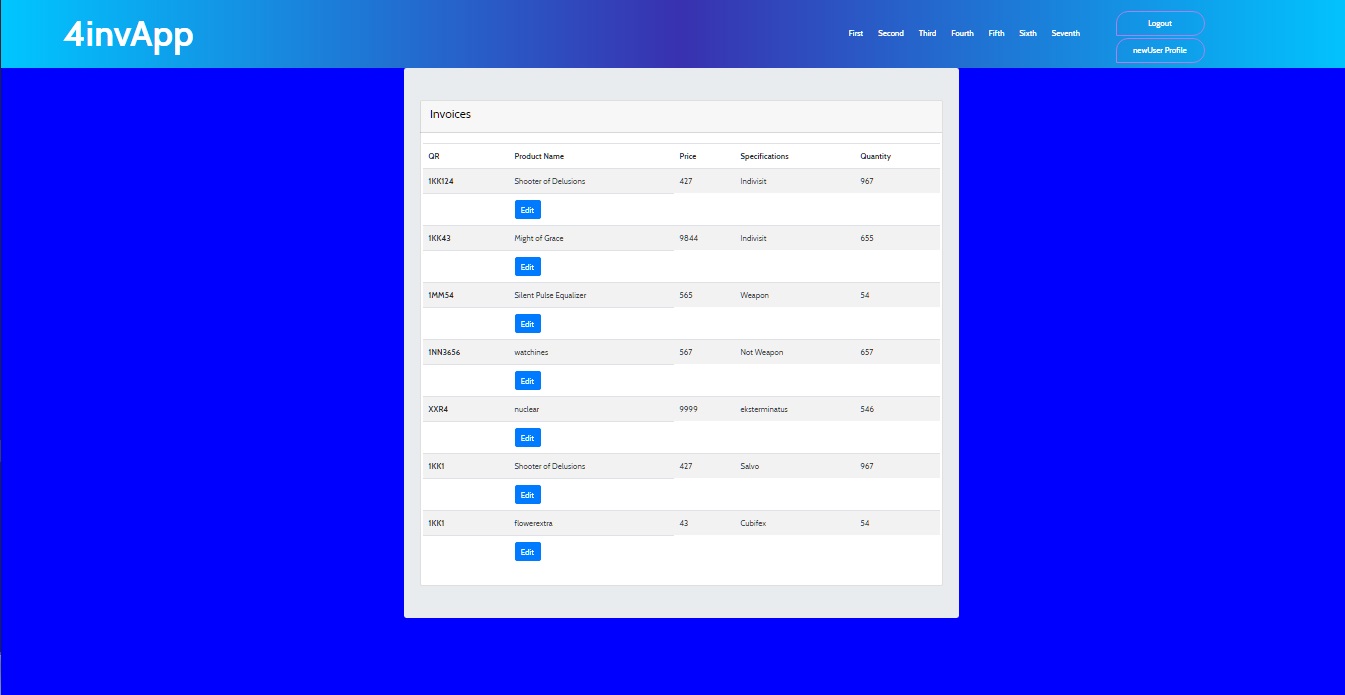 4invApp
First Second Third Fourth Fifth Sixth Seventh
Logout
newUser Profile
Invoices
QR Product Name Price Specifications Quantity
1KK124 Shooter of Delusions 427 Indivisit 967
Edit
1KK43 Might of Grace 9844 Indivisit 655
Edit
1MM54 Silent Pulse Equalizer 565 Weapon 54
Edit
1NN3656 watchines 567 Not Weapon 657
Edit
XXR4 nuclear 9999 eksterminatus 546
Edit
1KK1 Shooter of Delusions 427 Salvo 967
Edit
1KK1 flowerextra 43 Cubifex 54
Edit